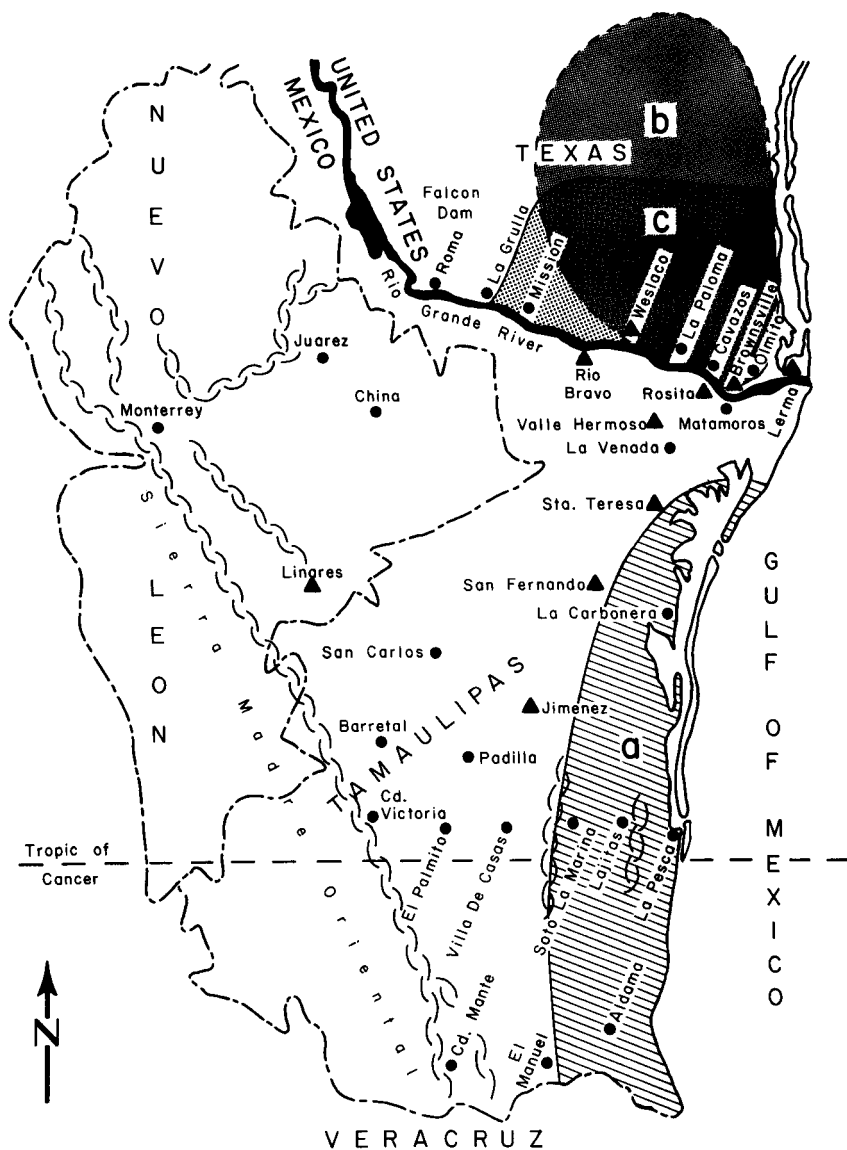 NUEVO
LEON
UNITED STATES
MEXICO
TEXAS
b
c
Falcon
Dam
Roma
La Grulla
Mission
Weslaco
La Paloma
Cavazos
Brownsville
Olmito
Rio
Grande River
Juarez
China
Monterrey
Rio
Bravo
Rosita
Matamoros
Lerma
Valle Hermoso
La Venada
Sta. Teresa
Sierra Madre Oriental
Linares
San Fernando
La Carbonera
San Carlos
TAMAULIPAS
Jimenez
a
Barretal
Padilla
Cd.
Victoria
El Palmito
Villa De Casas
Soto La Marina
La Pesca
Tropic of
Cancer
GULF OF MEXICO
Aldama
Cd. Mante
El
Manuel
N
VERACRUZ